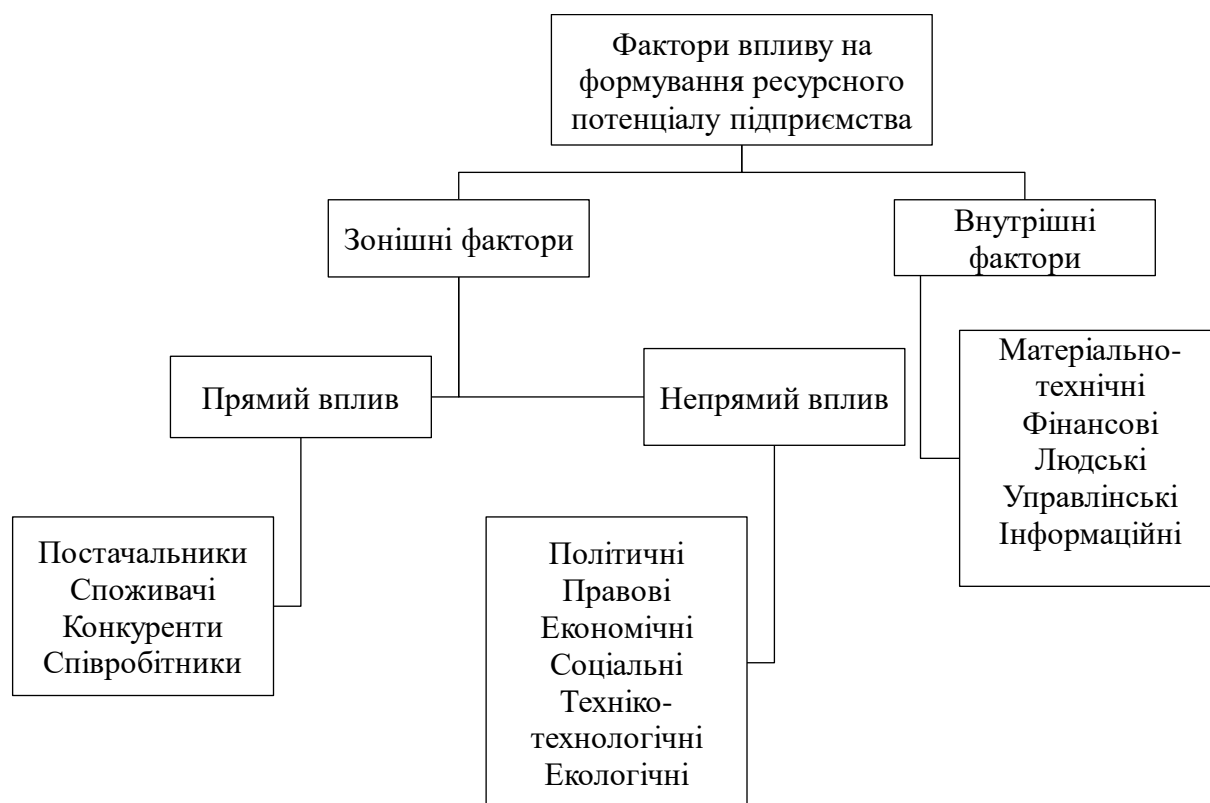 Фактори впливу на
формування ресурсного
потенціалу підприємства
Зонішні фактори
Внутрішні
фактори
Прямий вплив
Непрямий вплив
Матеріально-
технічні
Фінансові
Людські
Управлінські
Інформаційні
Постачальники
Споживачі
Конкуренти
Співробітники
Політичні
Правові
Економічні
Соціальні
Техніко-
технологічні
Екологічні